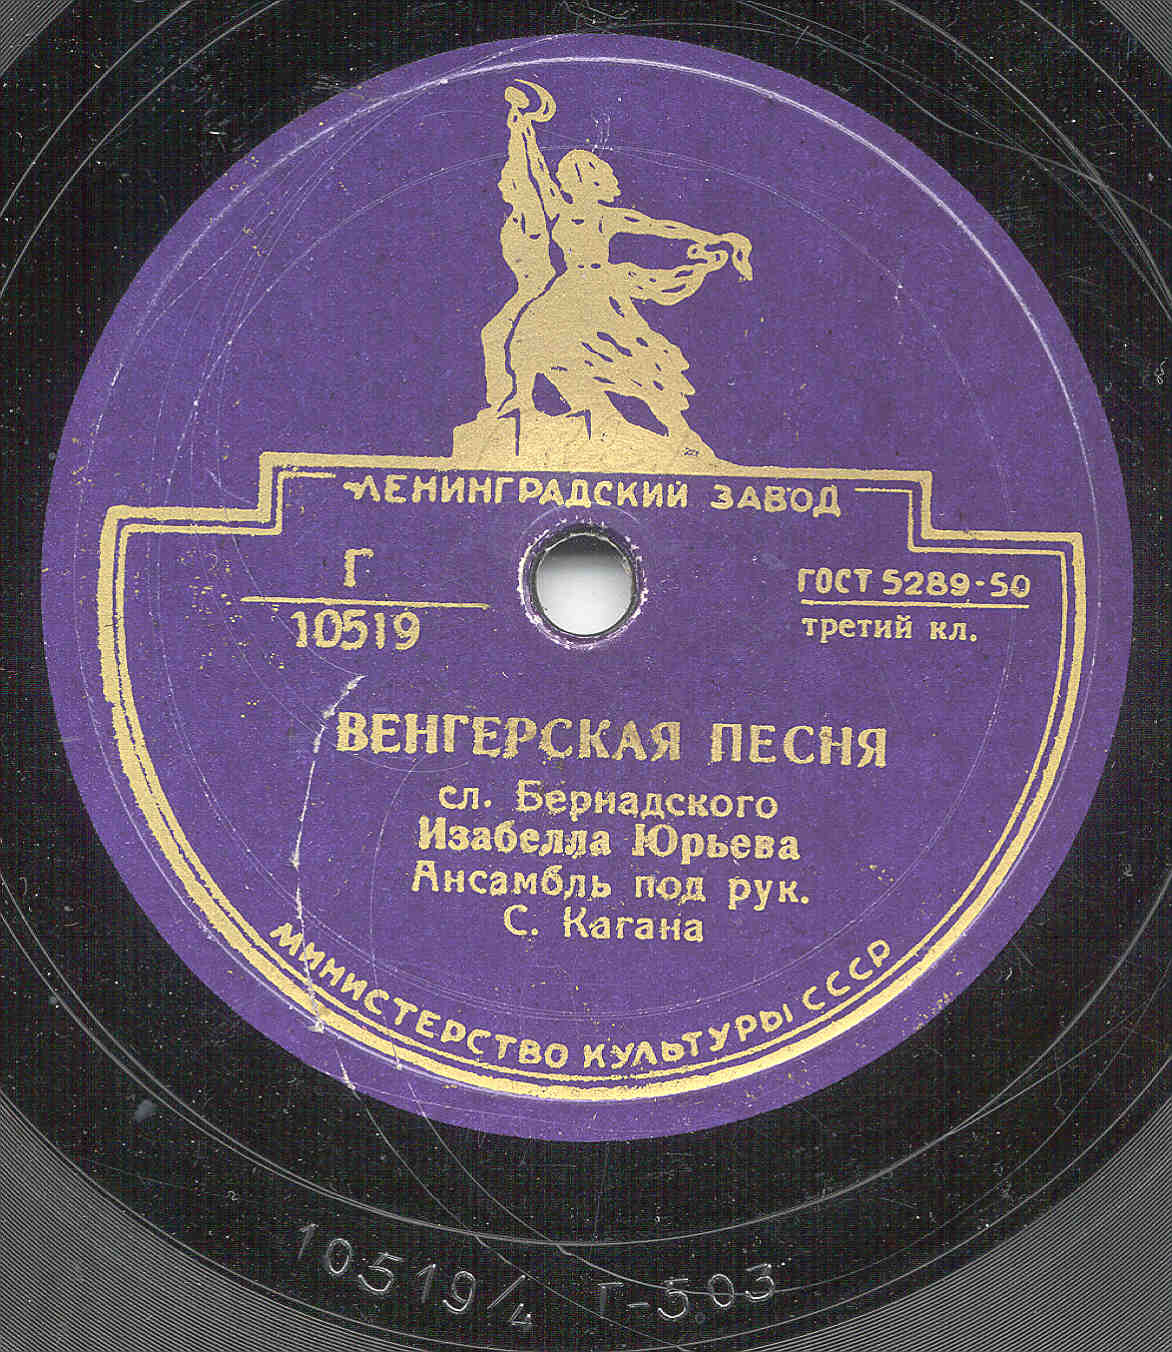 ЛЕНИНГРАДСКИЙ ЗАВОД
Г
10519
ГОСТ 5289-50
третий кл.
ВЕНГЕРСКАЯ ПЕСНЯ
сл. Бернадского
Изабелла Юрьева
Ансамбль под рук.
С. Кагана
МИНИСТЕРСТВО КУЛЬТУРЫ СССР
10519/4 Т-503